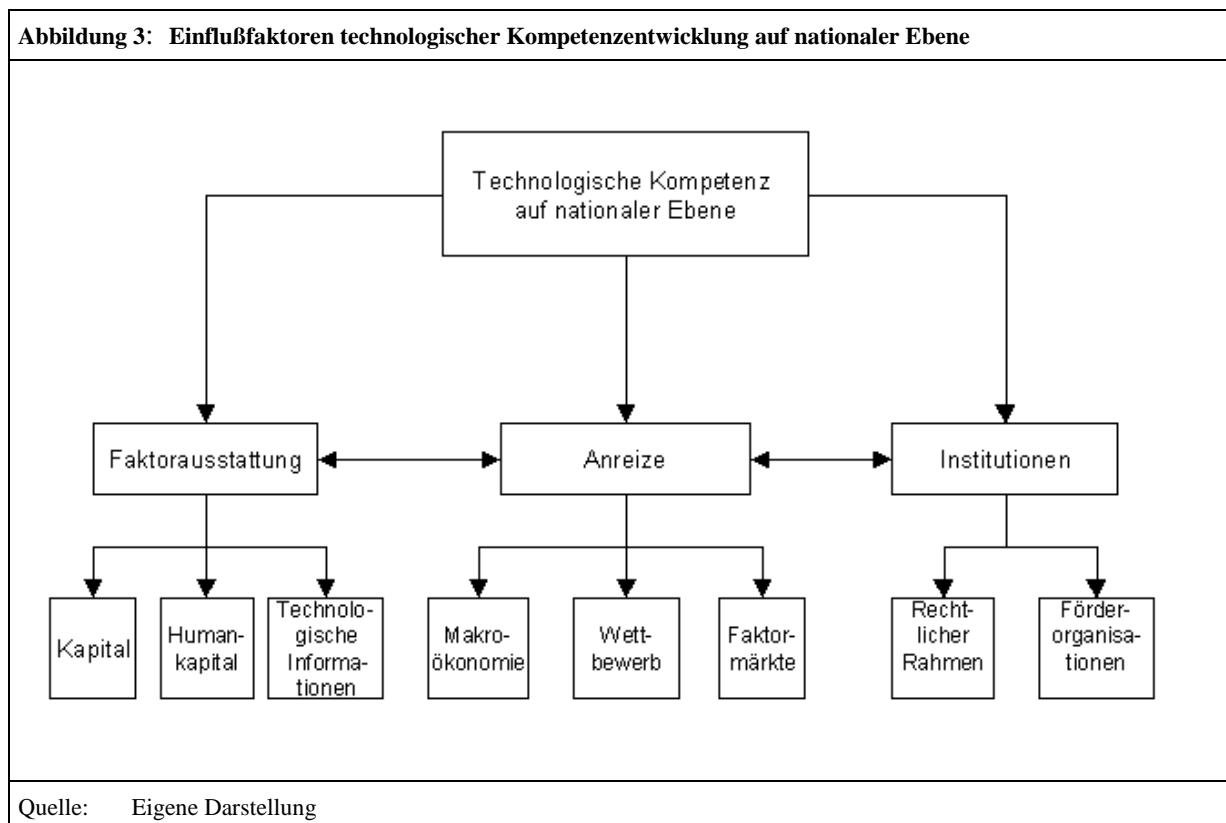 Abbildung 3: Einflußfaktoren technologischer Kompetenzentwicklung auf nationaler Ebene
Technologische Kompetenz
auf nationaler Ebene
Faktorausstattung
Anreize
Institutionen
Kapital
Human-
kapital
Technolo-
gische
Informa-
tionen
Makro-
ökonomie
Wett-
bewerb
Faktor-
märkte
Recht-
licher
Rahmen
Förder-
organisa-
tionen
Quelle: Eigene Darstellung